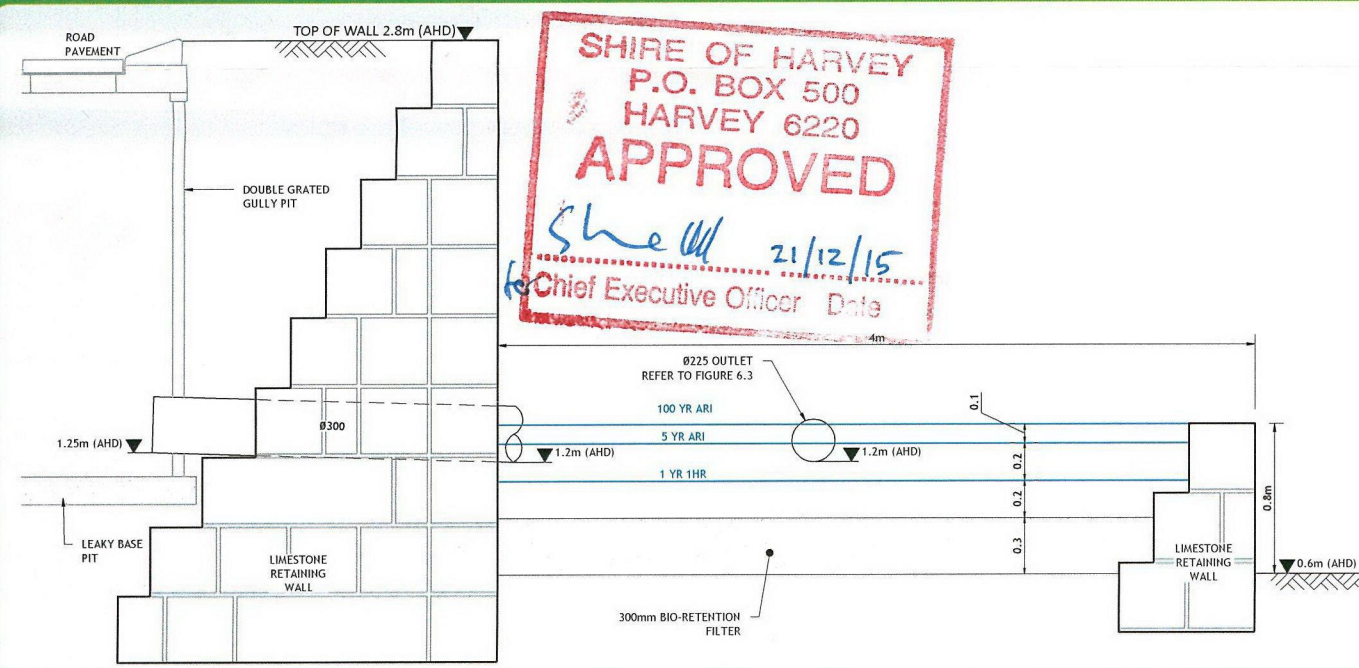 ROAD
PAVEMENT
TOP OF WALL 2.8m (AHD)
SHIRE OF HARVEY
P.O. BOX 500
HARVEY 6220
APPROVED
21/12/15
for Chief Executive Officer Date
DOUBLE GRATED
GULLY PIT
4m
Ø225 OUTLET
REFER TO FIGURE 6.3
100 YR ARI
0.1
Ø300
5 YR ARI
1.25m (AHD)
1.2m (AHD)
1.2m (AHD)
0.2
1 YR 1HR
0.2
0.8m
0.3
LEAKY BASE
PIT
LIMESTONE
RETAINING
WALL
LIMESTONE
RETAINING
WALL
0.6m (AHD)
300mm BIO-RETENTION
FILTER